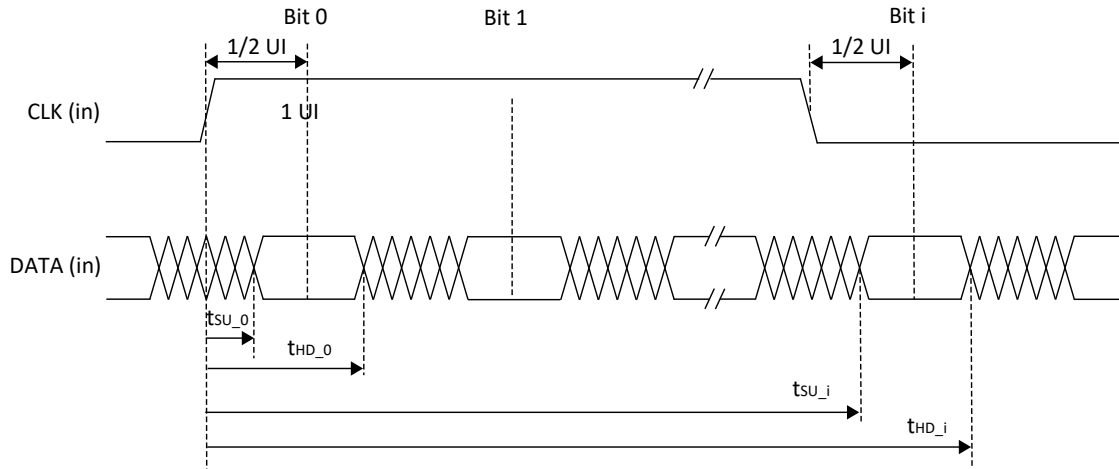 Bit 0
Bit 1
Bit i
1/2 UI
1/2 UI
CLK (in)
1 UI
DATA (in)
tSU_0
tHD_0
tSU_i
tHD_i